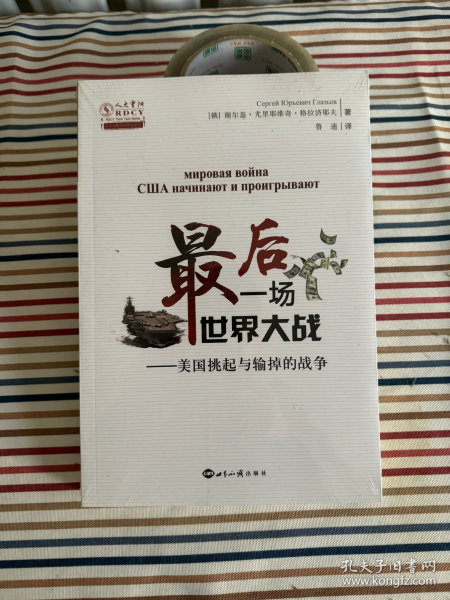 人大重阳
RDCY
Сергей Юрьевич Глазьев
[俄] 谢尔盖·尤里耶维奇·格拉济耶夫 著
鲁速 译
мировая война
США начинают и проигрывают
最后
一场
世界大战
——美国挑起与输掉的战争
世界知识出版社
孔夫子旧书网
www.kongfz.com